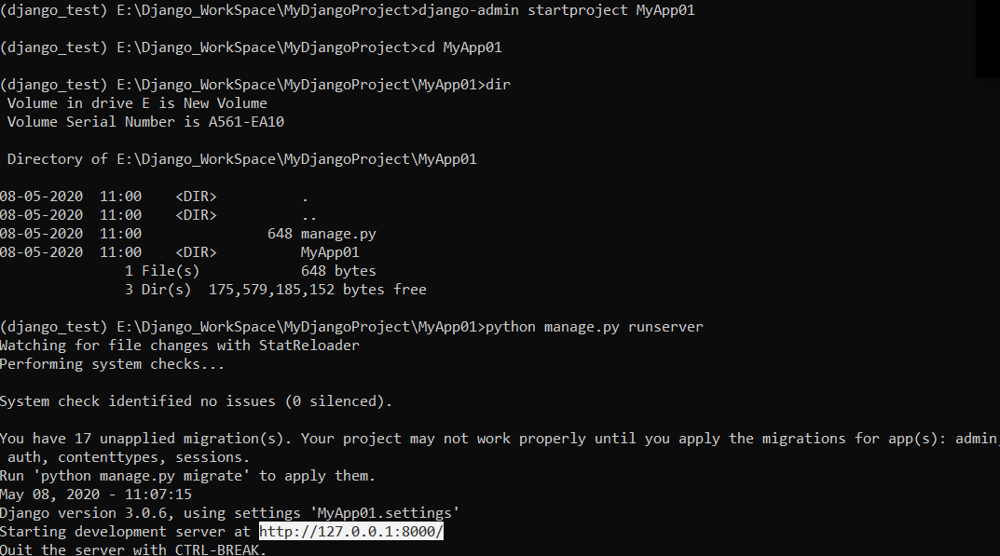 (django_test) E:\Django_WorkSpace\MyDjangoProject>django-admin startproject MyApp01
(django_test) E:\Django_WorkSpace\MyDjangoProject>cd MyApp01
(django_test) E:\Django_WorkSpace\MyDjangoProject\MyApp01>dir
 Volume in drive E is New Volume
 Volume Serial Number is A561-EA10
 Directory of E:\Django_WorkSpace\MyDjangoProject\MyApp01
08-05-2020  11:00    <DIR>          .
08-05-2020  11:00    <DIR>          ..
08-05-2020  11:00               648 manage.py
08-05-2020  11:00    <DIR>          MyApp01
               1 File(s)            648 bytes
               3 Dir(s)  175,579,185,152 bytes free
(django_test) E:\Django_WorkSpace\MyDjangoProject\MyApp01>python manage.py runserver
Watching for file changes with StatReloader
Performing system checks...
System check identified no issues (0 silenced).
You have 17 unapplied migration(s). Your project may not work properly until you apply the migrations for app(s): admin,
 auth, contenttypes, sessions.
Run 'python manage.py migrate' to apply them.
May 08, 2020 - 11:07:15
Django version 3.0.6, using settings 'MyApp01.settings'
Starting development server at http://127.0.0.1:8000/
Quit the server with CTRL-BREAK.